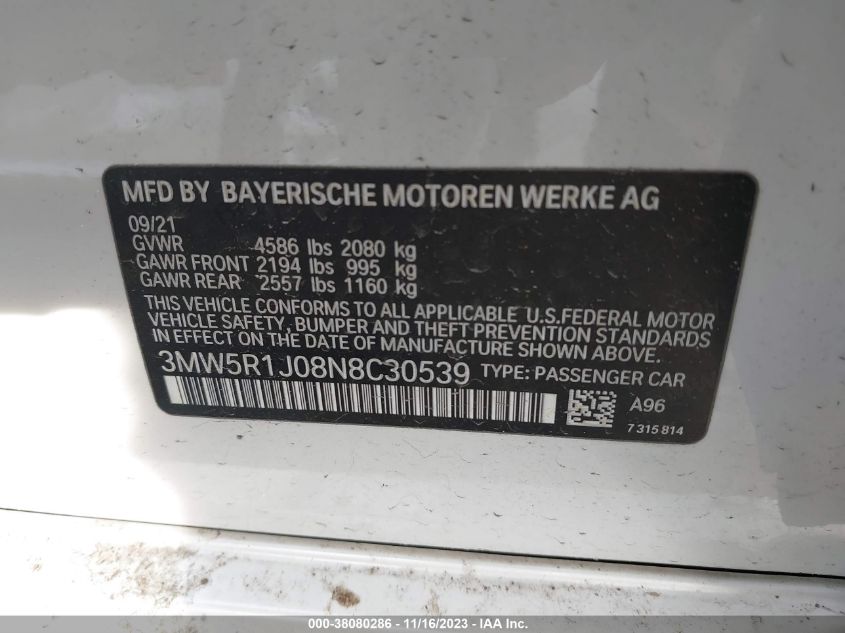 MFD BY BAYERISCHE MOTOREN WERKE AG
09/21
GVWR 4586 lbs 2080 kg
GAWR FRONT 2194 lbs 995 kg
GAWR REAR 2557 lbs 1160 kg
THIS VEHICLE CONFORMS TO ALL APPLICABLE U.S.FEDERAL MOTOR
VEHICLE SAFETY, BUMPER AND THEFT PREVENTION STANDARDS
IN EFFECT ON THE DATE OF MANUFACTURE SHOWN ABOVE.
3MW5R1J08N8C30539 TYPE: PASSENGER CAR
A96
7 315 814
000-38080286 - 11/16/2023 - IAA Inc.